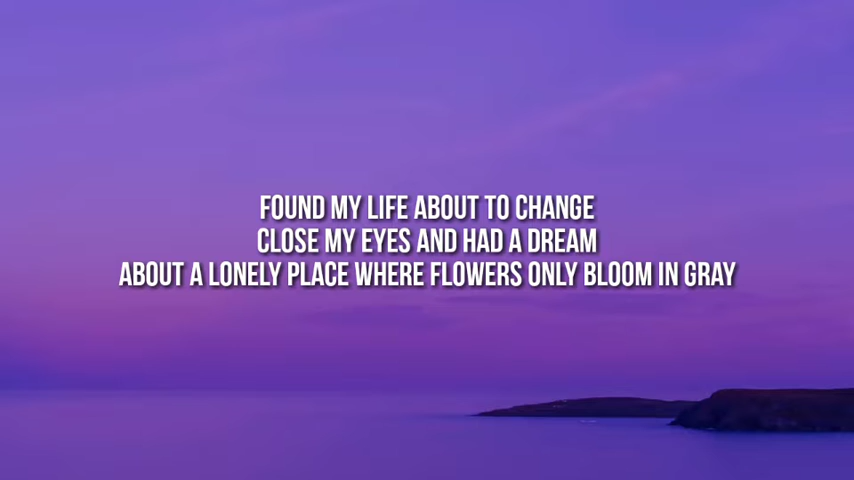 FOUND MY LIFE ABOUT TO CHANGE
CLOSE MY EYES AND HAD A DREAM
ABOUT A LONELY PLACE WHERE FLOWERS ONLY BLOOM IN GRAY